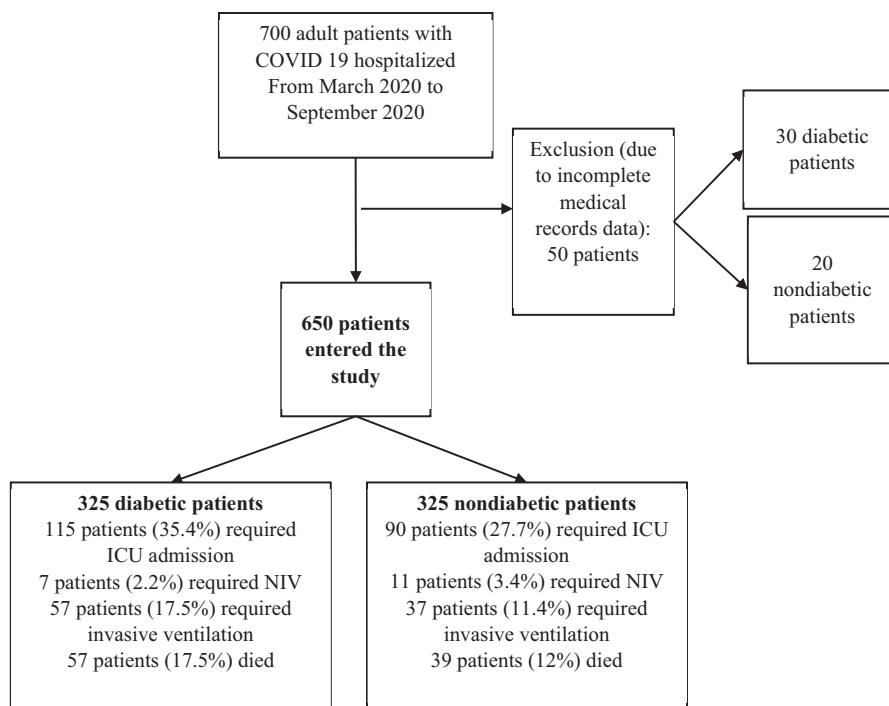 700 adult patients with
COVID 19 hospitalized
From March 2020 to
September 2020
Exclusion (due
to incomplete
medical
records data):
50 patients
30 diabetic
patients
20
nondiabetic
patients
650 patients
entered the
study
325 diabetic patients
115 patients (35.4%) required
ICU admission
7 patients (2.2%) required NIV
57 patients (17.5%) required
invasive ventilation
57 patients (17.5%) died
325 nondiabetic patients
90 patients (27.7%) required ICU
admission
11 patients (3.4%) required NIV
37 patients (11.4%) required
invasive ventilation
39 patients (12%) died